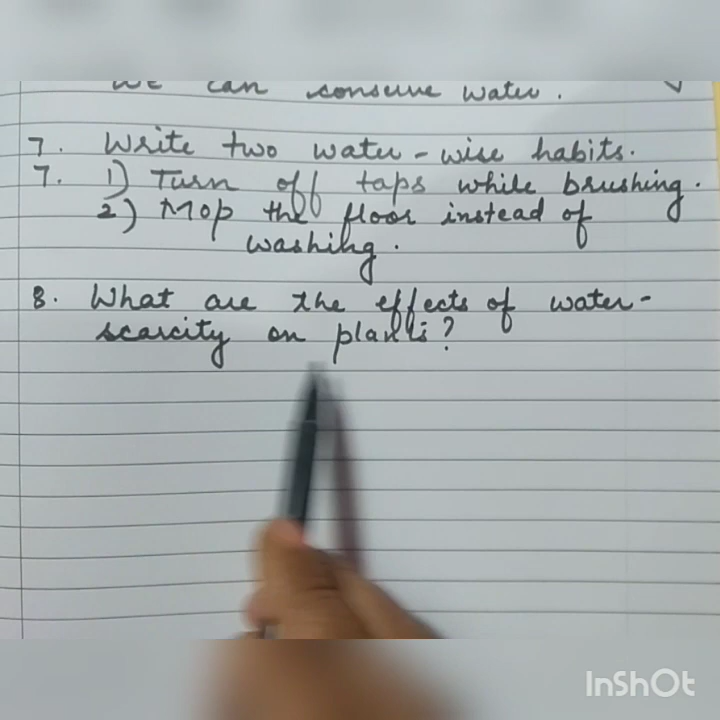 we can conserve water.
7. Write two water-wise habits.
7. 1) Turn off taps while brushing.
2) Mop the floor instead of
washing.
8. What are the effects of water-
scarcity on plants?
InShOt